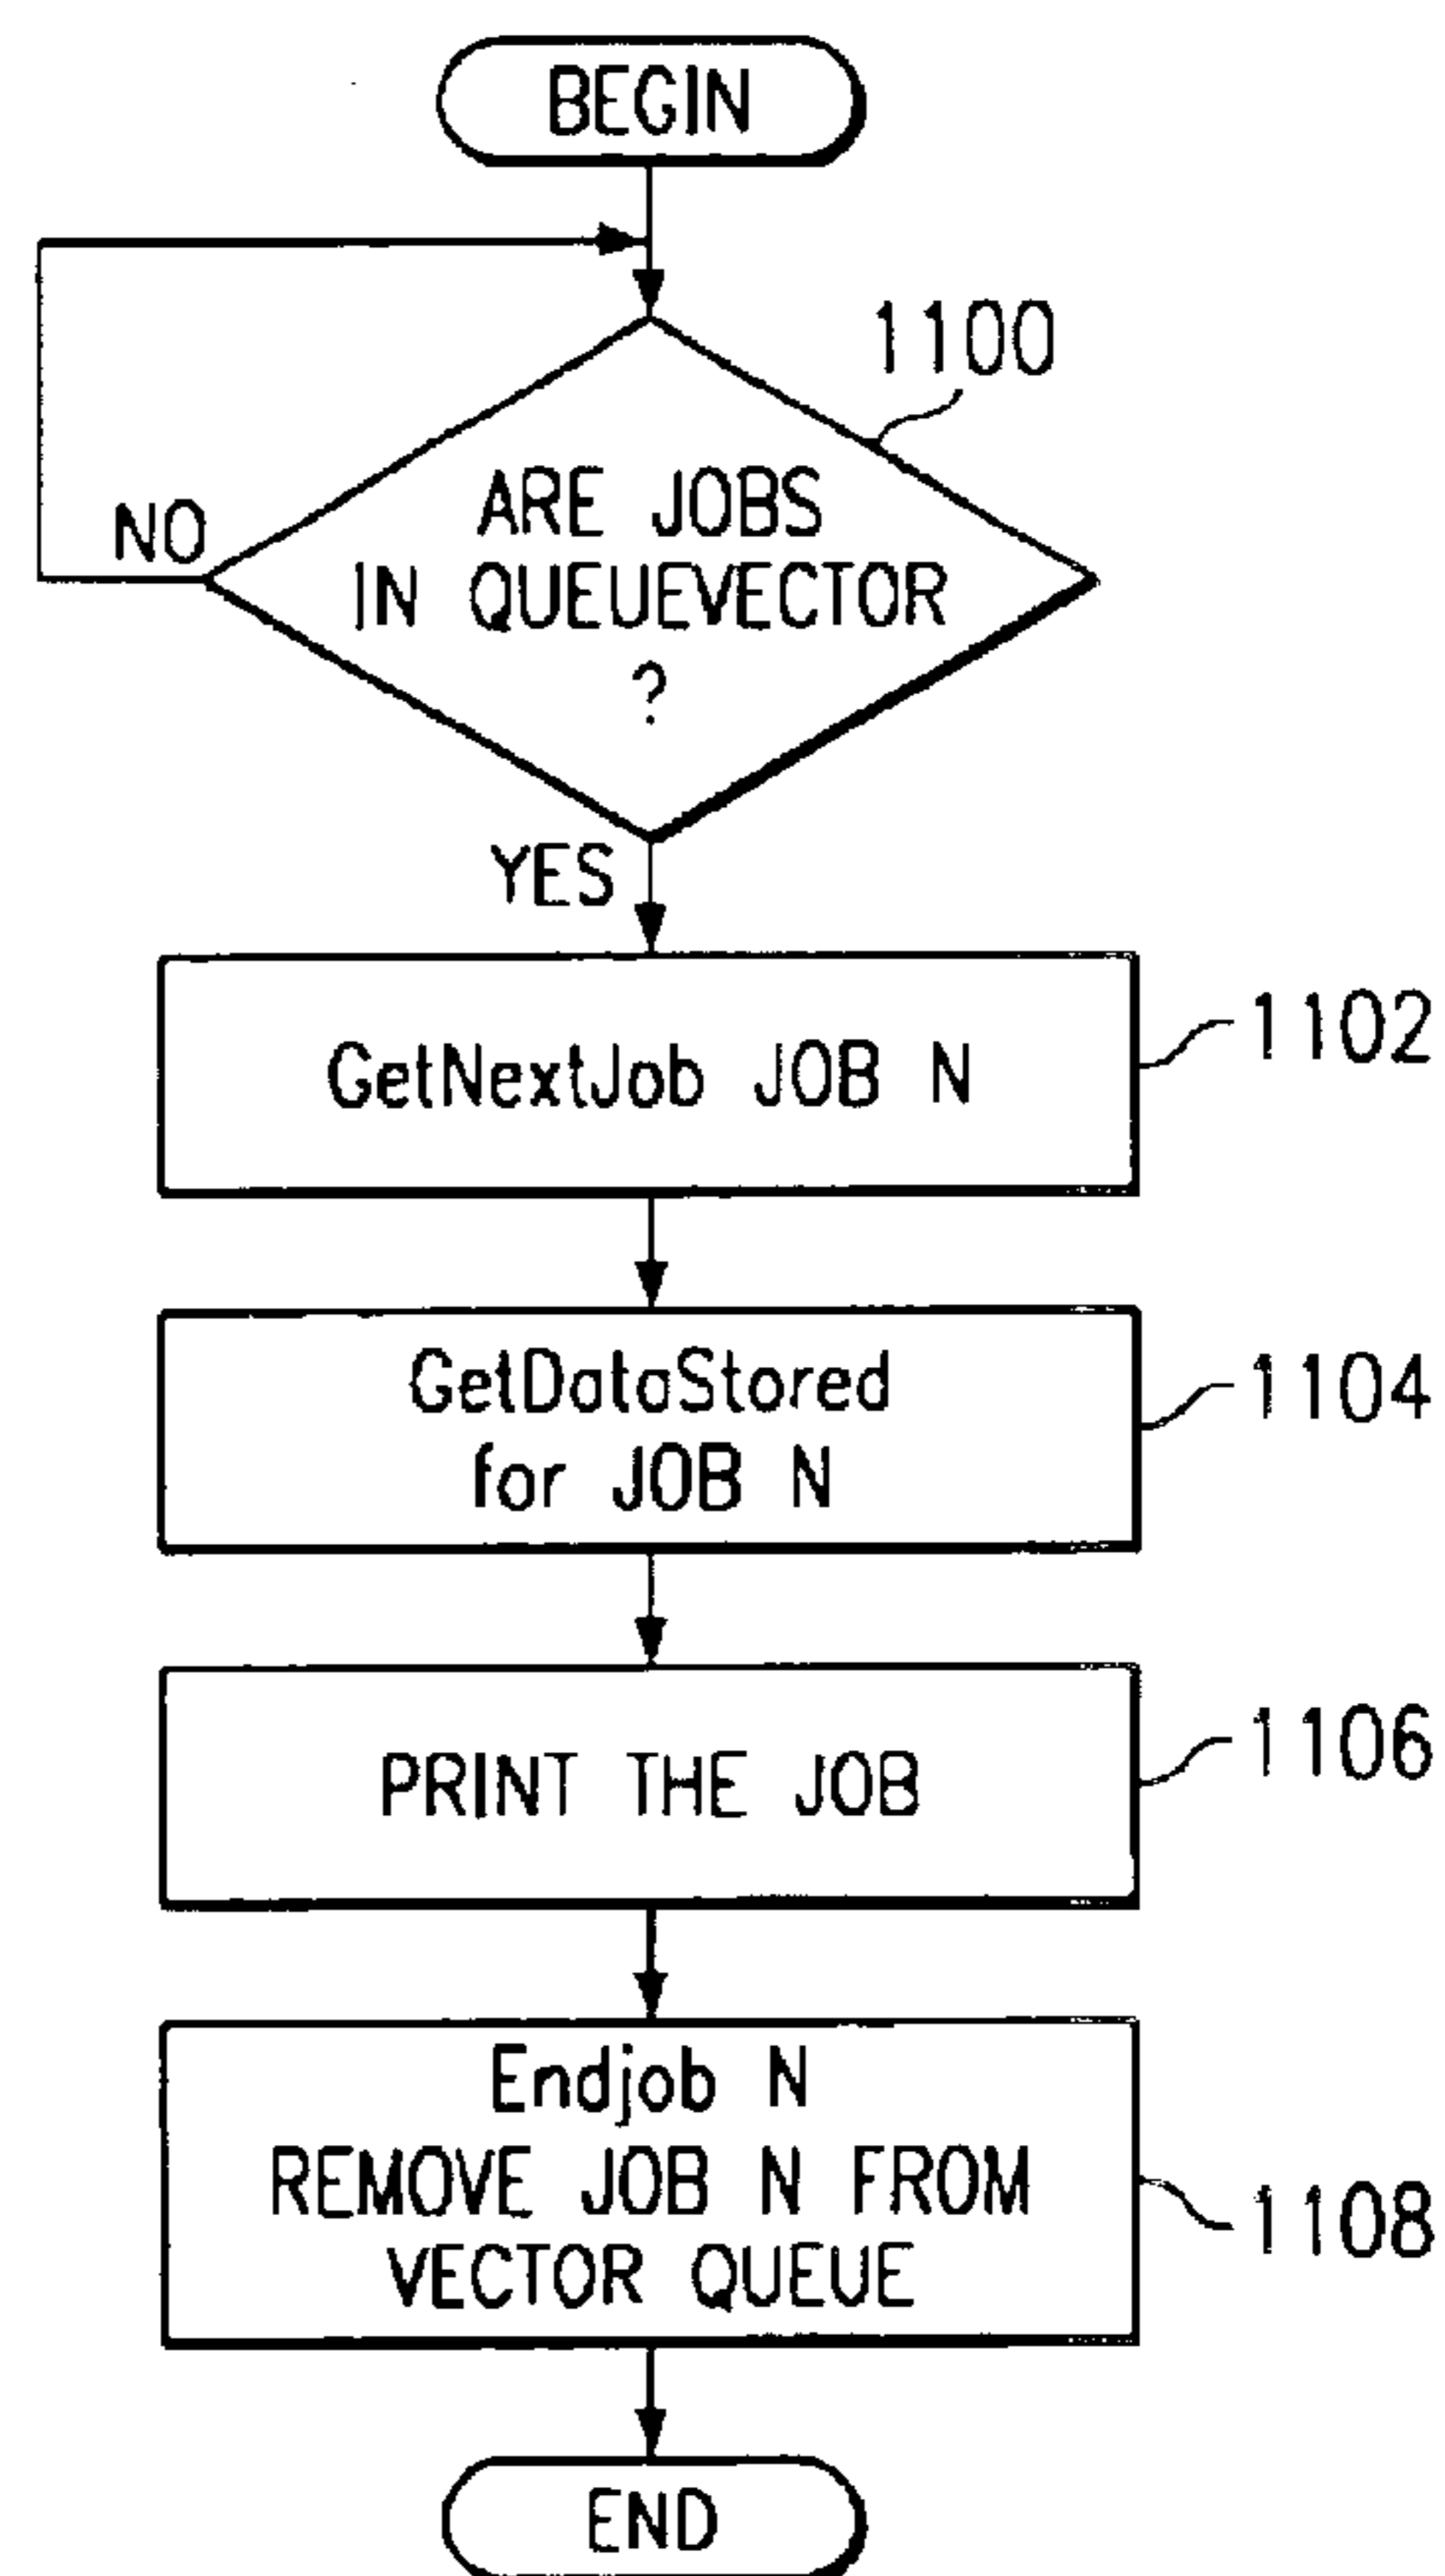 BEGIN
1100
ARE JOBS
IN QUEUEVECTOR
?
NO
YES
GetNextJob JOB N
1102
GetDataStored
for JOB N
1104
PRINT THE JOB
1106
Endjob N
REMOVE JOB N FROM
VECTOR QUEUE
1108
END